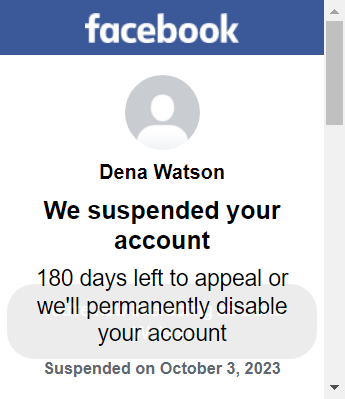 facebook
Dena Watson
We suspended your
account
180 days left to appeal or
we'll permanently disable
your account
Suspended on October 3, 2023